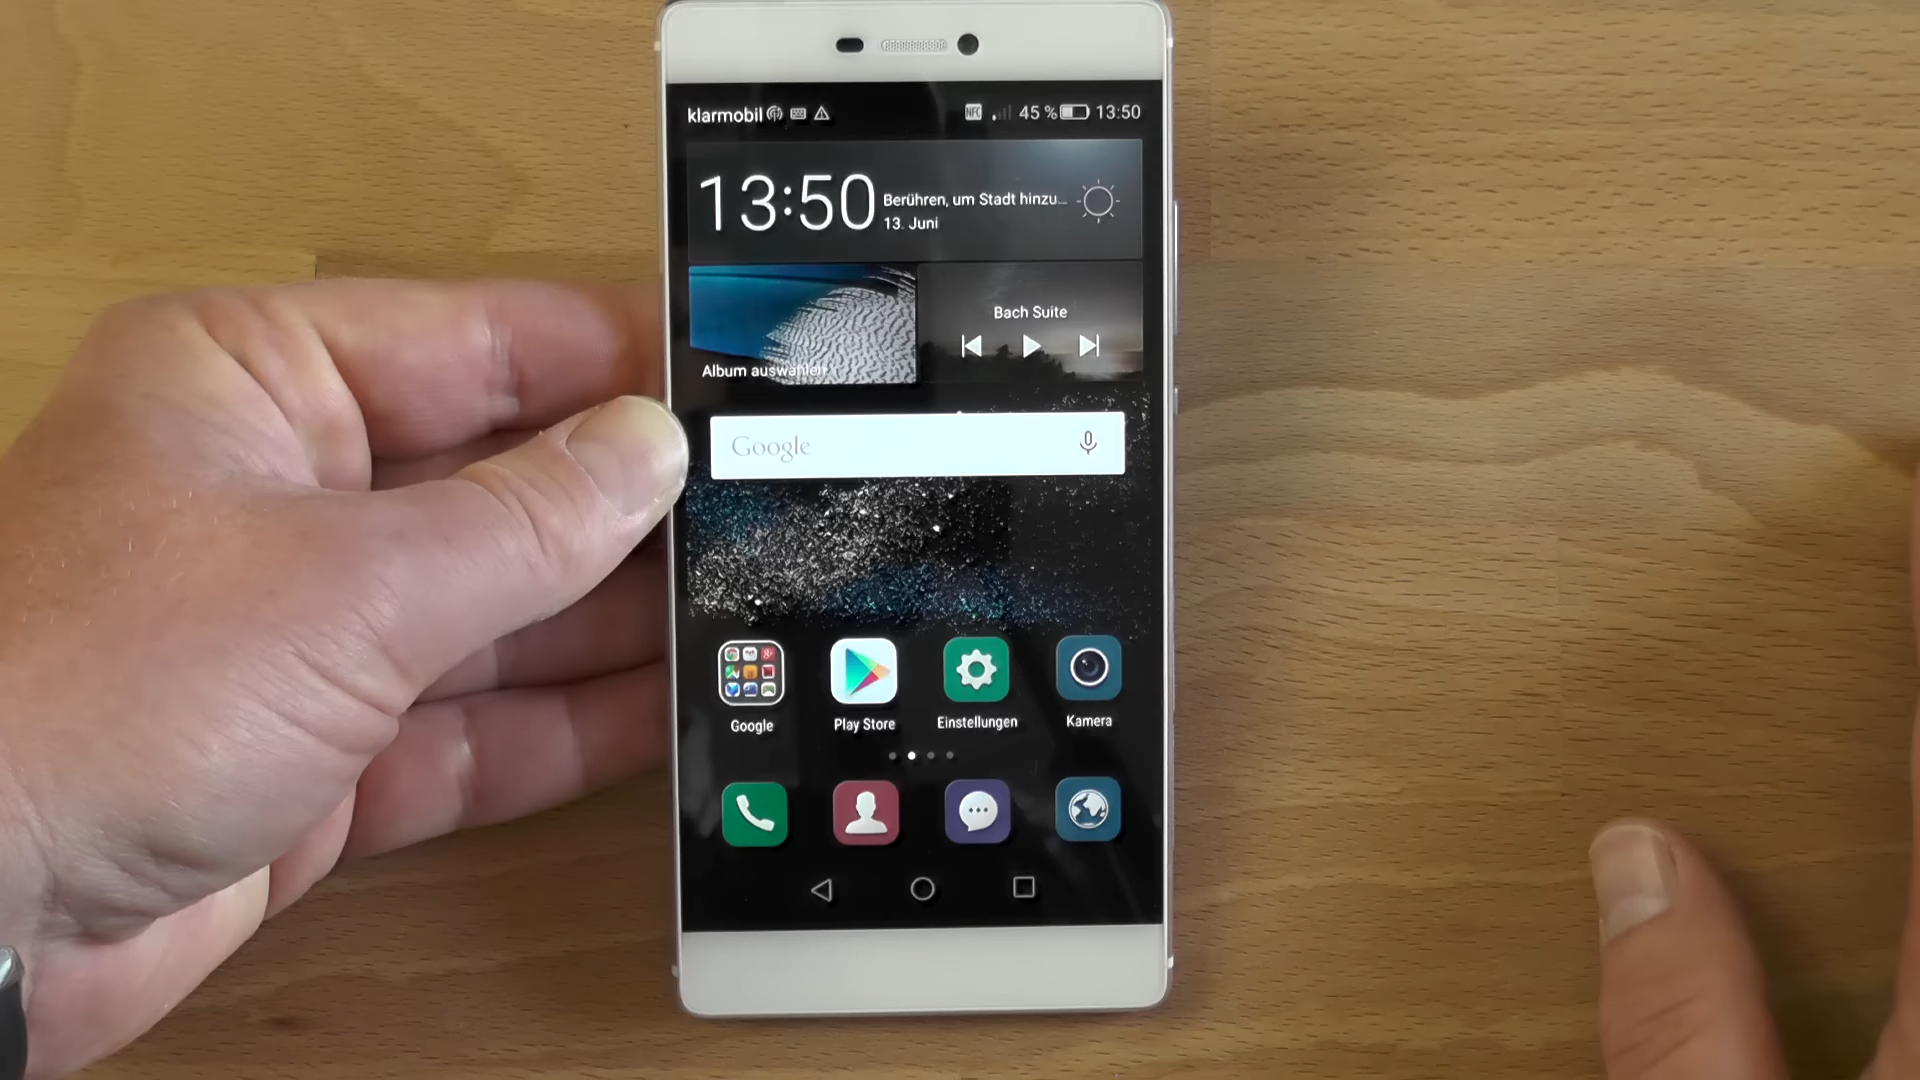 klarmobil NFC 45 % 13:50
13:50
Berühren, um Stadt hinzu...
13. Juni
Bach Suite
Album auswählen
Google
Google Play Store Einstellungen Kamera